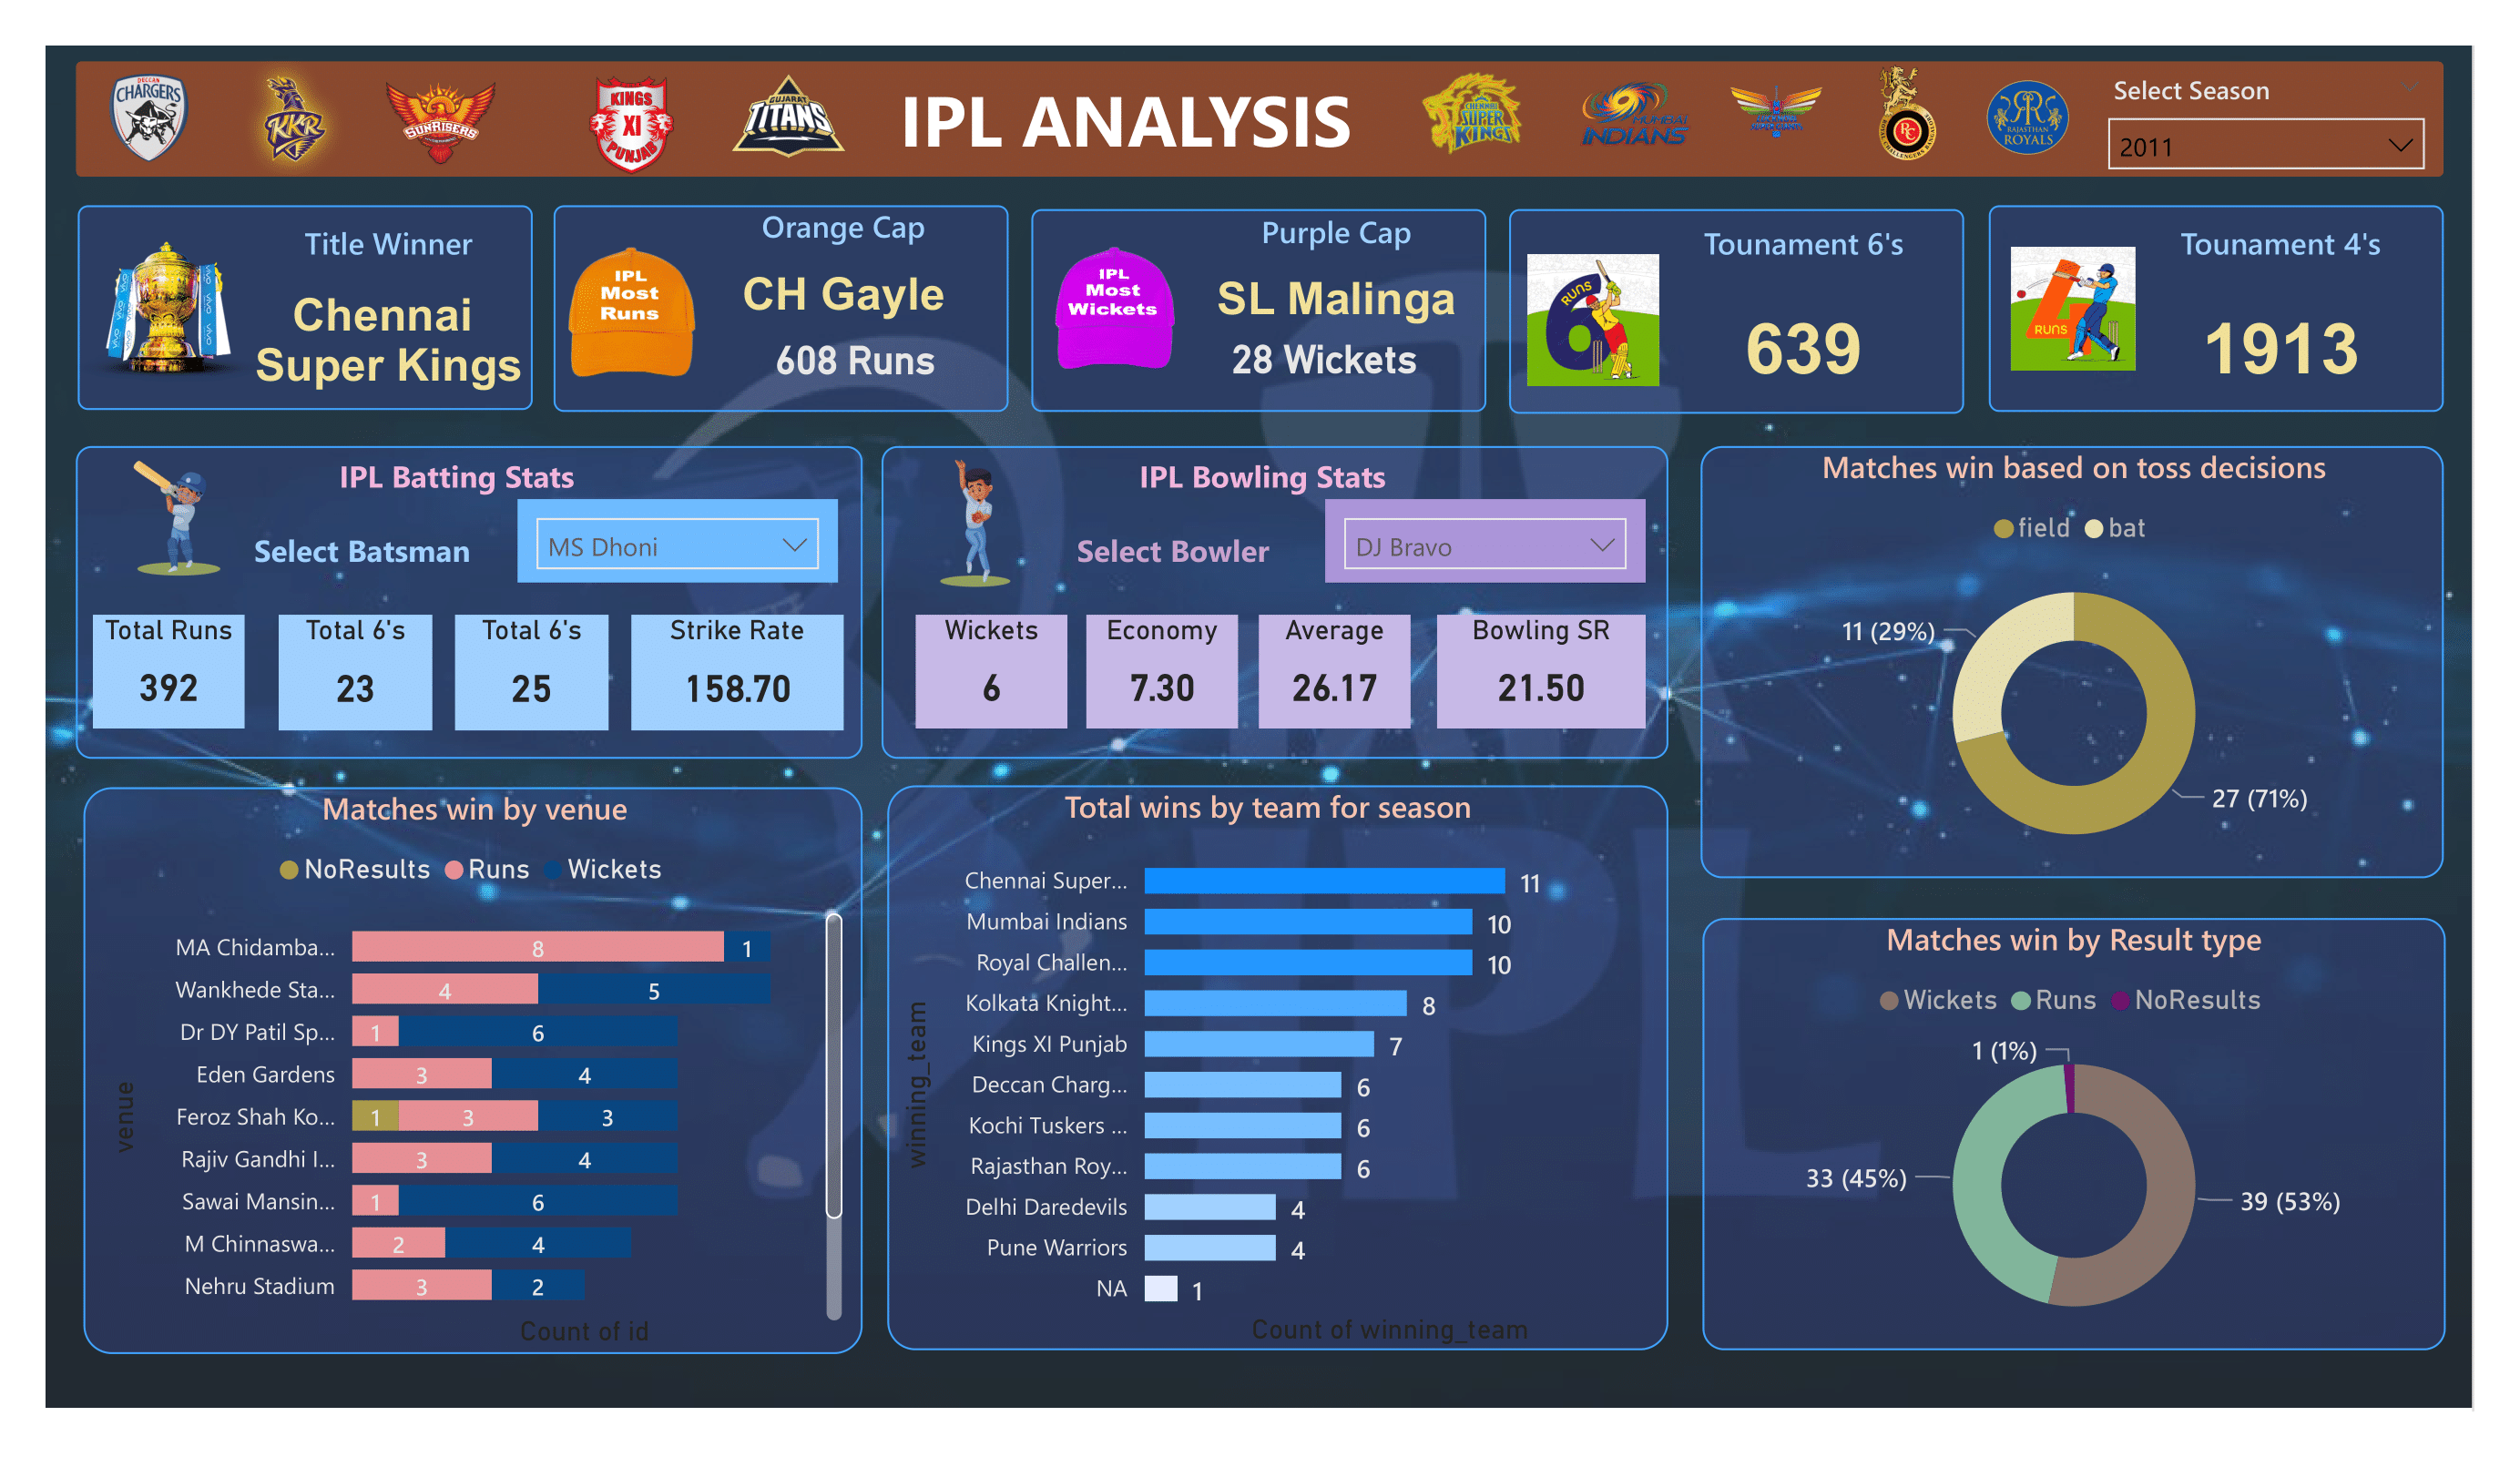 DECCAN
CHARGERS
KKR
SUNRISERS
KINGS
XI
PUNJAB
GUJARAT
TITANS
IPL ANALYSIS
CHENNAI
SUPER
KINGS
MUMBAI
INDIANS
RC
RR
RAJASTHAN
ROYALS
Select Season
2011
Title Winner
Chennai
Super Kings
Orange Cap
IPL
Most
Runs
CH Gayle
608 Runs
Purple Cap
IPL
Most
Wickets
SL Malinga
28 Wickets
Tounament 6's
RUNS
6
639
Tounament 4's
4
RUNS
1913
IPL Batting Stats
Select Batsman
MS Dhoni
Total Runs
392
Total 6's
23
Total 6's
25
Strike Rate
158.70
IPL Bowling Stats
Select Bowler
DJ Bravo
Wickets
6
Economy
7.30
Average
26.17
Bowling SR
21.50
Matches win based on toss decisions
field bat
11 (29%)
27 (71%)
Matches win by venue
NoResults Runs Wickets
venue
MA Chidamba... 8 1
Wankhede Sta... 4 5
Dr DY Patil Sp... 1 6
Eden Gardens 3 4
Feroz Shah Ko... 1 3 3
Rajiv Gandhi I... 3 4
Sawai Mansin... 1 6
M Chinnaswa... 2 4
Nehru Stadium 3 2
Count of id
Total wins by team for season
winning_team
Chennai Super... 11
Mumbai Indians 10
Royal Challen... 10
Kolkata Knight... 8
Kings XI Punjab 7
Deccan Charg... 6
Kochi Tuskers ... 6
Rajasthan Roy... 6
Delhi Daredevils 4
Pune Warriors 4
NA 1
Count of winning_team
Matches win by Result type
Wickets Runs NoResults
1 (1%)
33 (45%)
39 (53%)
TATA
IPL